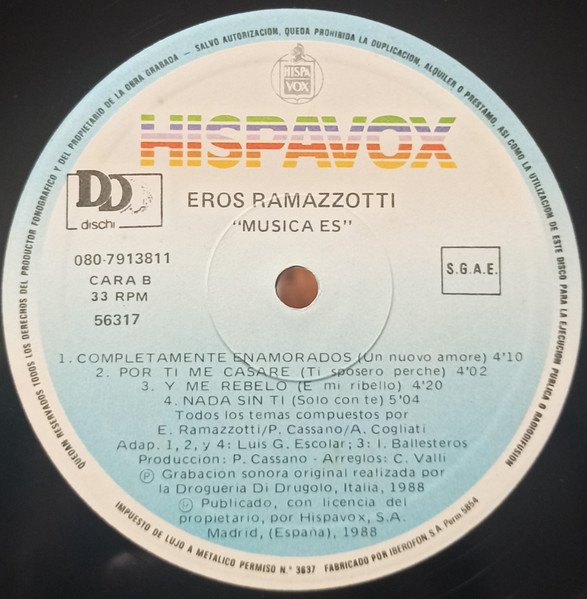 QUEDAN RESERVADOS TODOS LOS DERECHOS DEL PRODUCTOR FONOGRAFICO Y DEL PROPIETARIO DE LA OBRA GRABADA - SALVO AUTORIZACION, QUEDA PROHIBIDA LA DUPLICACION, ALQUILER O PRESTAMO, ASI COMO LA UTILIZACION DE ESTE DISCO PARA LA EJECUCION PUBLICA O RADIODIFUSION
HISPA
VOX
HISPAVOX
DD
dischi
EROS RAMAZZOTTI
"MUSICA ES"
080-7913811
CARA B
33 RPM
56317
S.G.A.E.
1. COMPLETAMENTE ENAMORADOS (Un nuovo amore) 4'10
2. POR TI ME CASARE (Ti sposero perche) 4'02
3. Y ME REBELO (E mi ribello) 4'20
4. NADA SIN TI (Solo con te) 5'04
Todos los temas compuestos por
E. Ramazzotti/P. Cassano/A. Cogliati
Adap. 1, 2, y 4: Luis G. Escolar; 3: I. Ballesteros
Produccion: P. Cassano - Arreglos: C. Valli
Ⓟ Grabacion sonora original realizada por
la Drogueria Di Drugolo, Italia, 1988
Ⓤ Publicado, con licencia del
propietario, por Hispavox, S.A.
Madrid, (España), 1988
IMPUESTO DE LUJO A METALICO PERMISO N.° 3637 FABRICADO POR IBEROFON, S.A. Perm. 5854